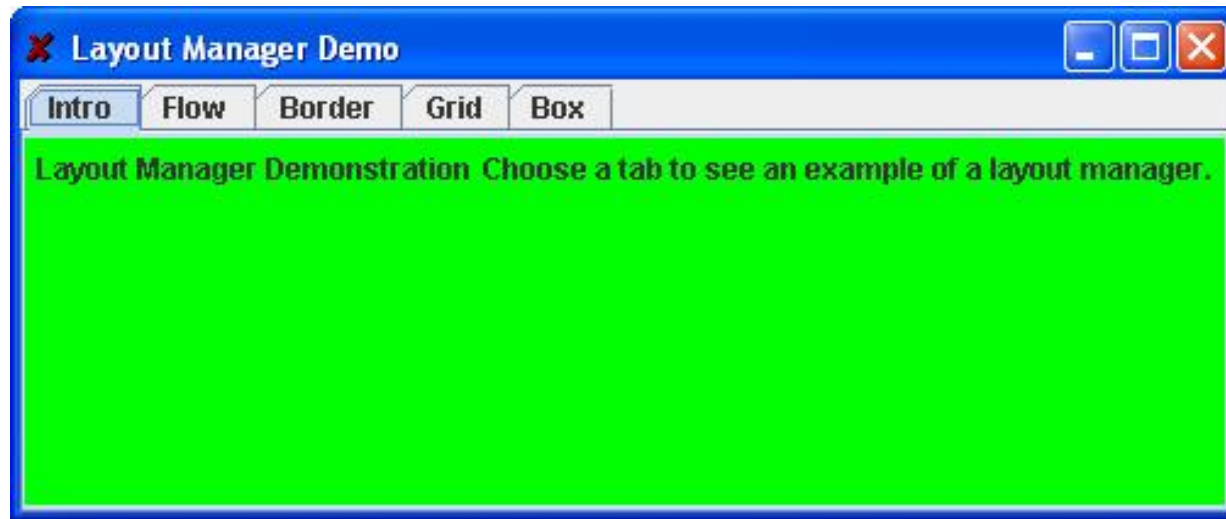 Layout Manager Demo
Intro Flow Border Grid Box
Layout Manager Demonstration Choose a tab to see an example of a layout manager.